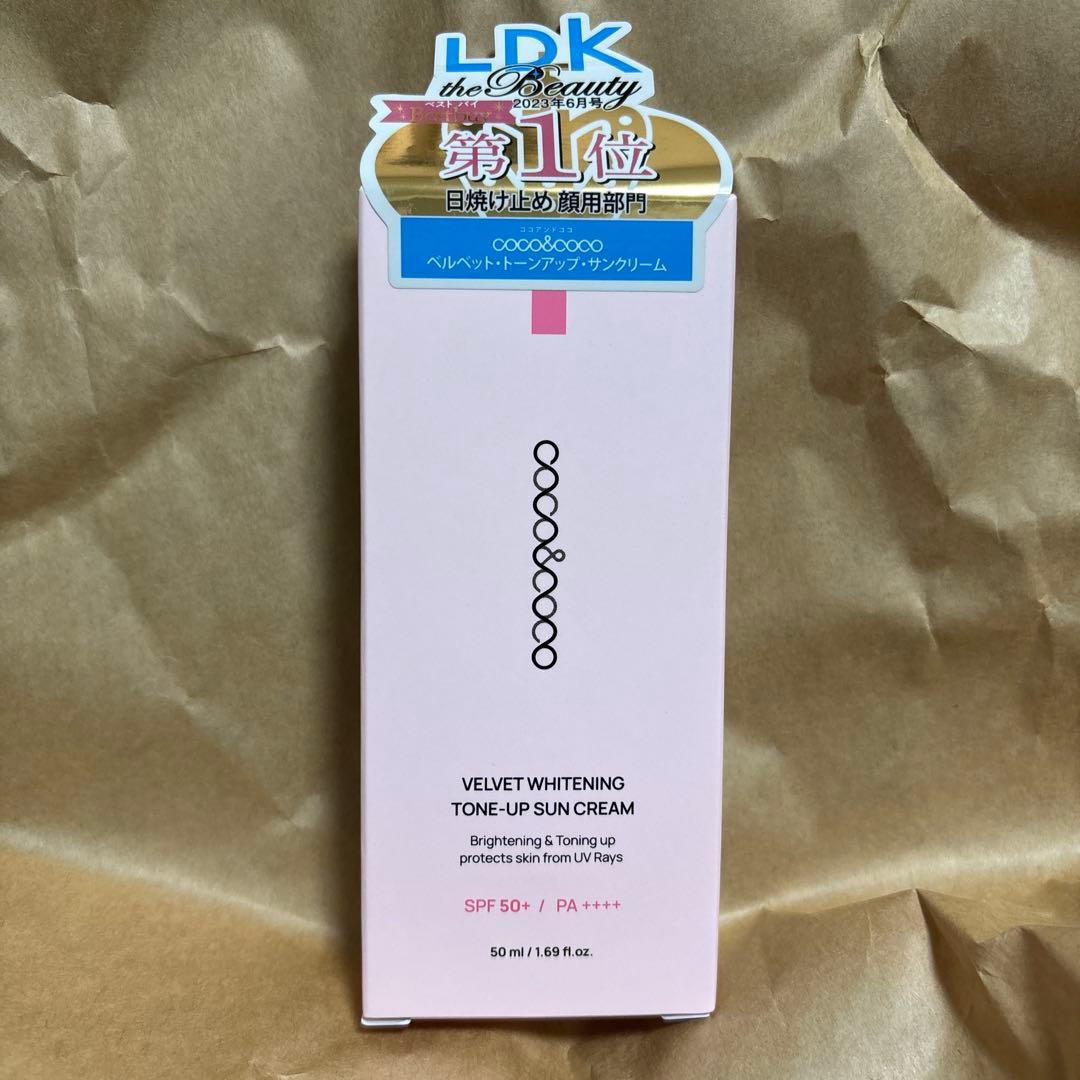 LDK
the Beauty
2023年6月号
ベスト バイ
Best buy
第1位
日焼け止め 顔用部門
ココアンドココ
coco&coco
ベルベット・トーンアップ・サンクリーム
coco&coco
VELVET WHITENING
TONE-UP SUN CREAM
Brightening & Toning up
protects skin from UV Rays
SPF 50+ / PA ++++
50 ml / 1.69 fl.oz.